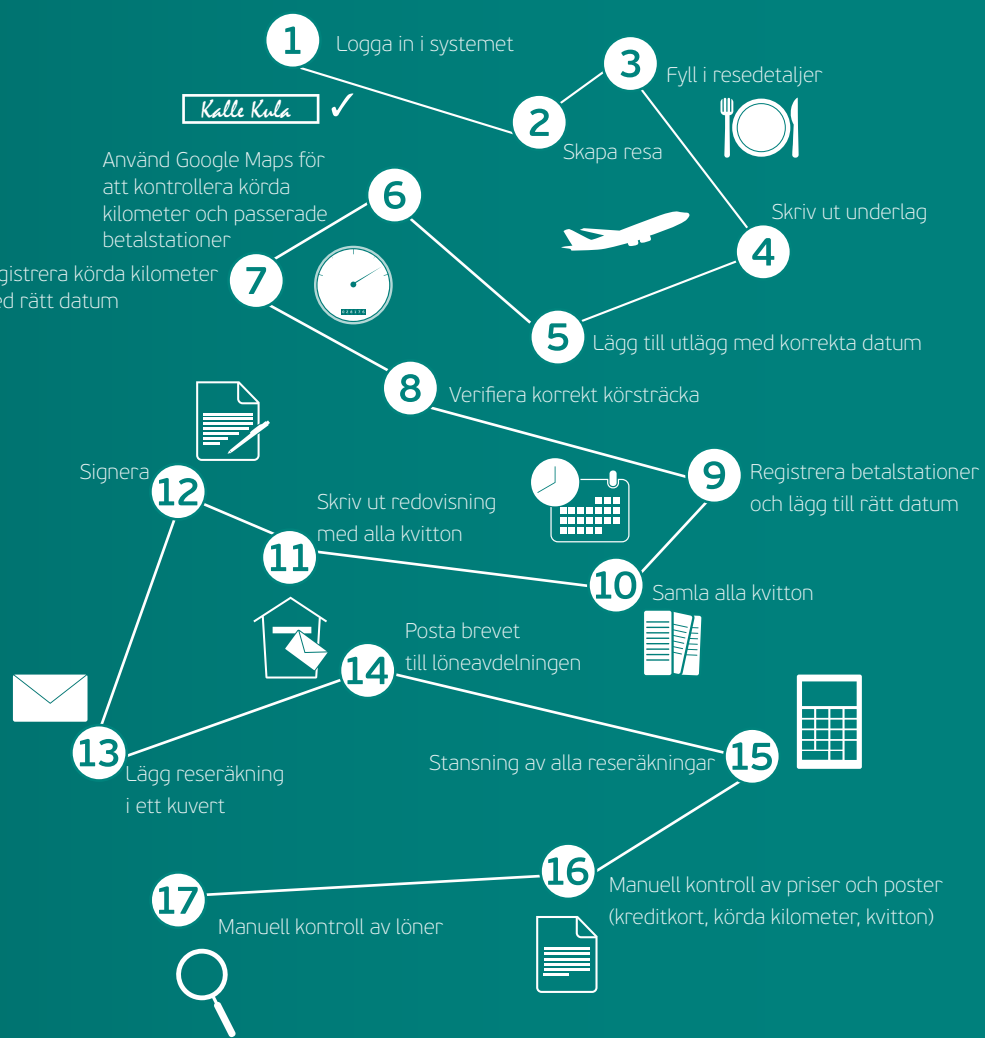 1
Logga in i systemet
Kalle Kula
2
Skapa resa
3
Fyll i resedetaljer
4
Skriv ut underlag
5
Lägg till utlägg med korrekta datum
6
Använd Google Maps för
att kontrollera körda
kilometer och passerade
betalstationer
7
gistrera körda kilometer
ed rätt datum
8
Verifiera korrekt körsträcka
9
Registrera betalstationer
och lägg till rätt datum
10
Samla alla kvitton
11
Skriv ut redovisning
med alla kvitton
12
Signera
13
Lägg reseräkning
i ett kuvert
14
Posta brevet
till löneavdelningen
15
Stansning av alla reseräkningar
16
Manuell kontroll av priser och poster
(kreditkort, körda kilometer, kvitton)
17
Manuell kontroll av löner